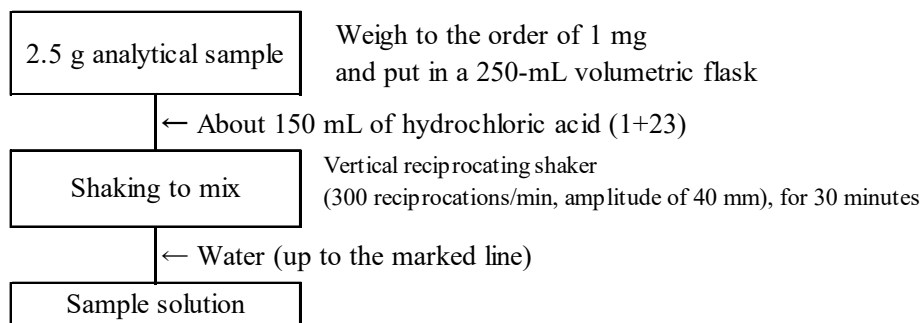 2.5 g analytical sample
Weigh to the order of 1 mg
and put in a 250-mL volumetric flask
← About 150 mL of hydrochloric acid (1+23)
Shaking to mix
Vertical reciprocating shaker
(300 reciprocations/min, amplitude of 40 mm), for 30 minutes
← Water (up to the marked line)
Sample solution